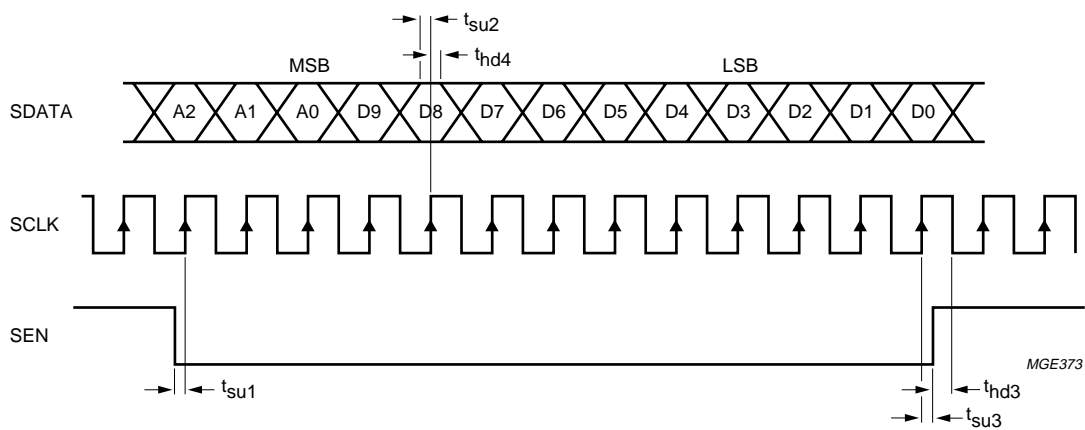 tsu2
thd4
MSB LSB
SDATA A2 A1 A0 D9 D8 D7 D6 D5 D4 D3 D2 D1 D0
SCLK
SEN
MGE373
tsu1 thd3
tsu3